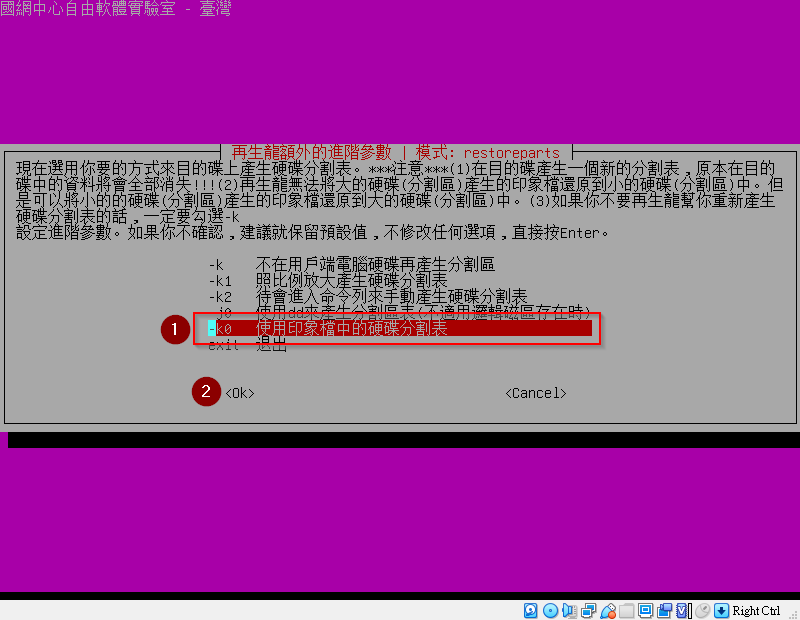 國網中心自由軟體實驗室 - 臺灣
再生龍額外的進階參數 | 模式: restoreparts
現在選用你要的方式來目的碟上產生硬碟分割表。***注意***(1)在目的碟產生一個新的分割表,原本在目的
碟中的資料將會全部消失!!!(2)再生龍無法將大的硬碟(分割區)產生的印象檔還原到小的硬碟(分割區)中。但
是可以將小的的硬碟(分割區)產生的印象檔還原到大的硬碟(分割區)中。(3)如果你不要再生龍幫你重新產生
硬碟分割表的話,一定要勾選-k
設定進階參數。如果你不確認,建議就保留預設值,不修改任何選項,直接按Enter。
-k 不在用戶端電腦硬碟再產生分割區
-k1 照比例放大產生硬碟分割表
-k2 待會進入命令列來手動產生硬碟分割表
-j0 使用dd來產生分割區表(不適用邏輯磁區存在時)
1 -k0 使用印象檔中的硬碟分割表
exit 退出
2 <Ok> <Cancel>
Right Ctrl